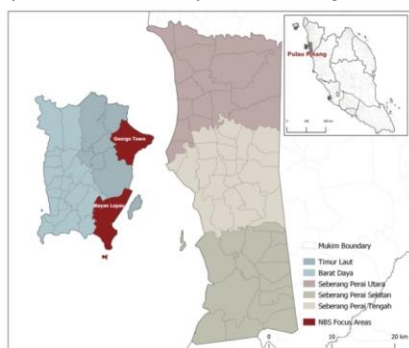 Pulau Pinang
George Town
Bayan Lepas
Mukim Boundary
Timur Laut
Barat Daya
Seberang Perai Utara
Seberang Perai Selatan
Seberang Perai Tengah
NBS Focus Areas
0 10 20 km